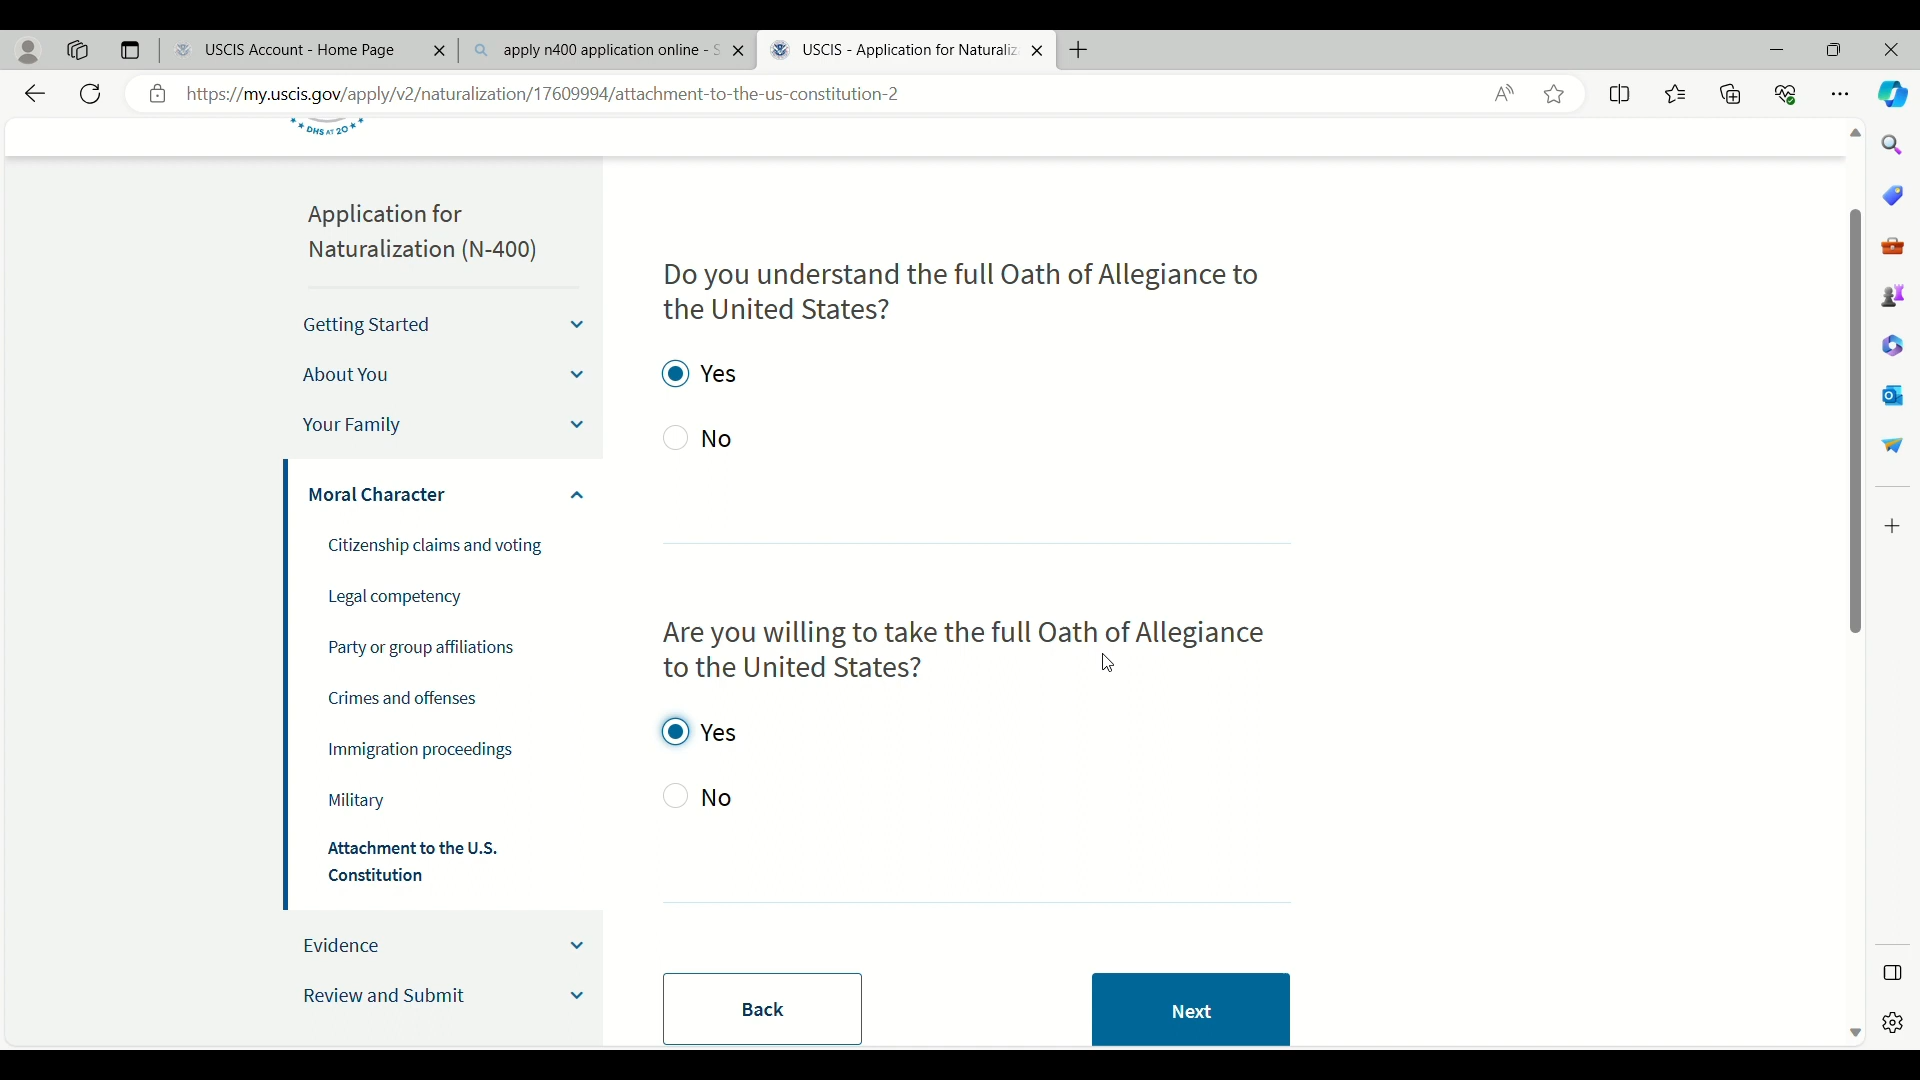 USCIS Account - Home Page
apply n400 application online - S
USCIS - Application for Naturaliz
https://my.uscis.gov/apply/v2/naturalization/17609994/attachment-to-the-us-constitution-2
DHS AT 20
Application for
Naturalization (N-400)
Getting Started
About You
Your Family
Moral Character
Citizenship claims and voting
Legal competency
Party or group affiliations
Crimes and offenses
Immigration proceedings
Military
Attachment to the U.S.
Constitution
Evidence
Review and Submit
Do you understand the full Oath of Allegiance to
the United States?
Yes
No
Are you willing to take the full Oath of Allegiance
to the United States?
Yes
No
Back
Next